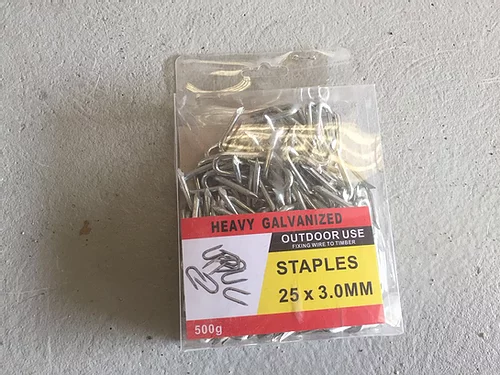 HEAVY GALVANIZED
OUTDOOR USE
FIXING WIRE TO TIMBER
STAPLES
25 x 3.0MM
500g